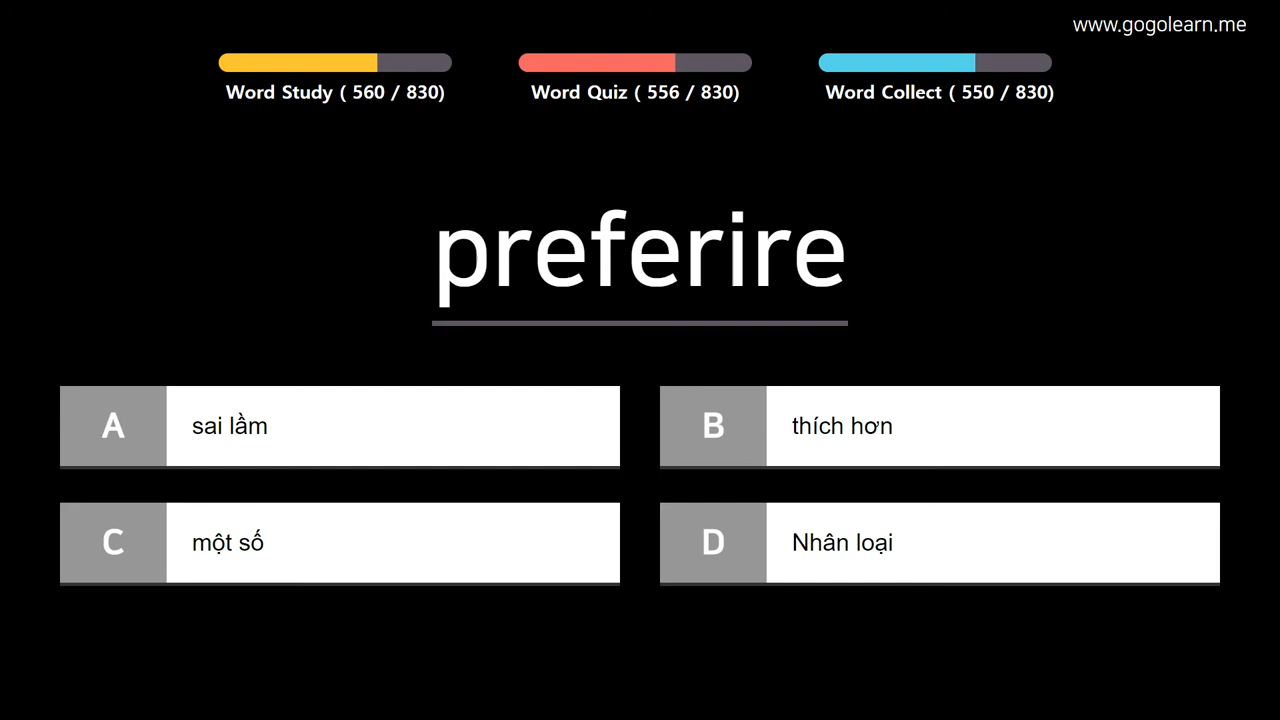 www.gogolearn.me
Word Study ( 560 / 830)
Word Quiz ( 556 / 830)
Word Collect ( 550 / 830)
preferire
A
sai lầm
B
thích hơn
C
một số
D
Nhân loại